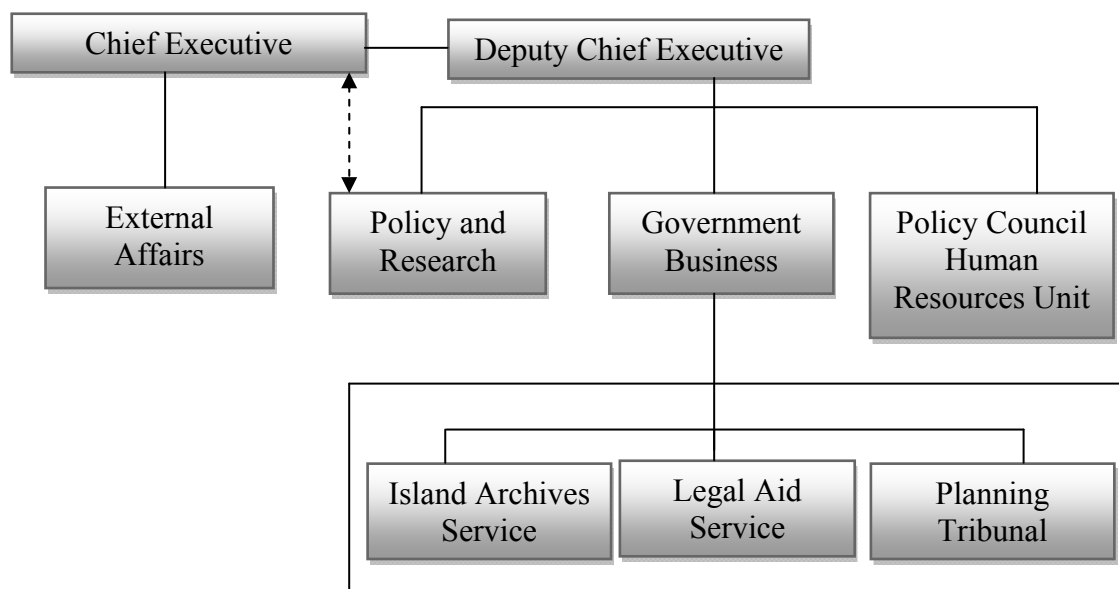 Chief Executive
Deputy Chief Executive
External
Affairs
Policy and
Research
Government
Business
Policy Council
Human
Resources Unit
Island Archives
Service
Legal Aid
Service
Planning
Tribunal